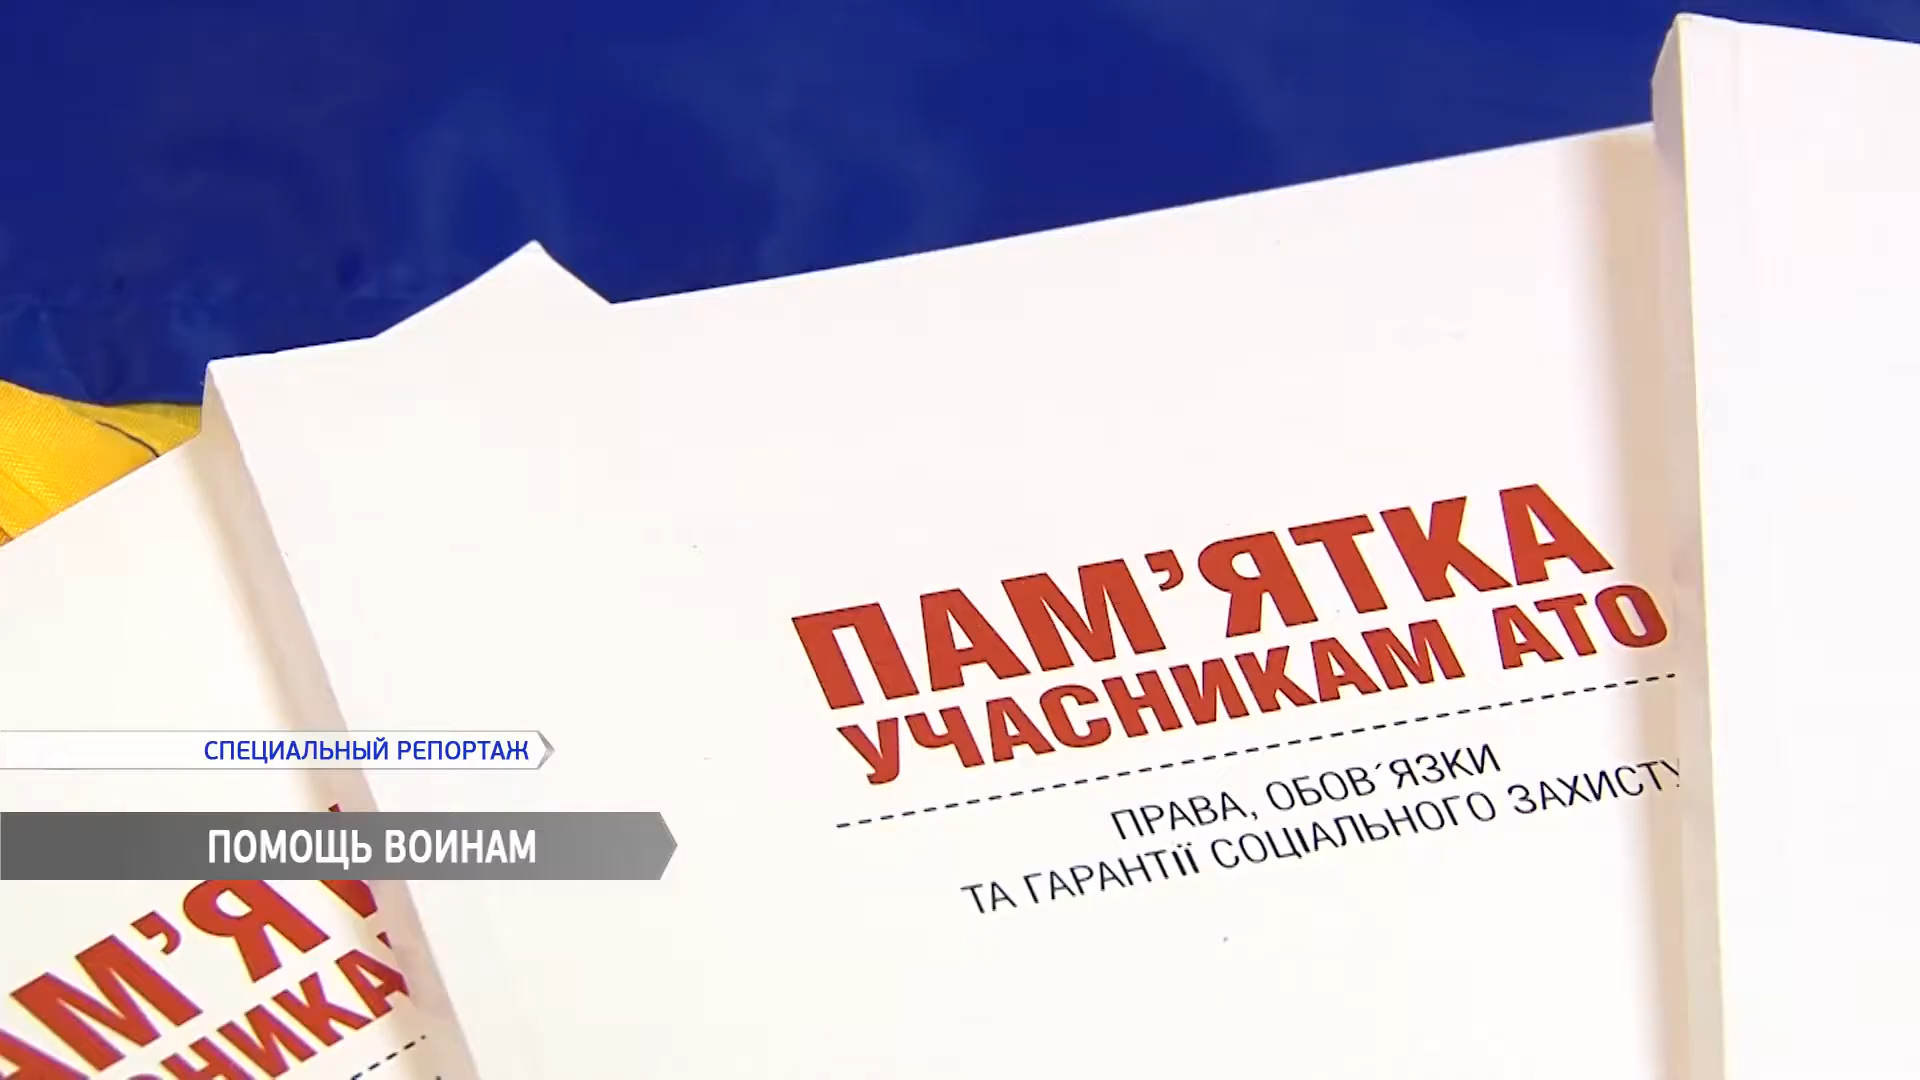 ПАМ’ЯТКА
УЧАСНИКАМ АТО
ПРАВА, ОБОВ´ЯЗКИ
ТА ГАРАНТІЇ СОЦІАЛЬНОГО ЗАХИСТУ
СПЕЦИАЛЬНЫЙ РЕПОРТАЖ
ПОМОЩЬ ВОИНАМ